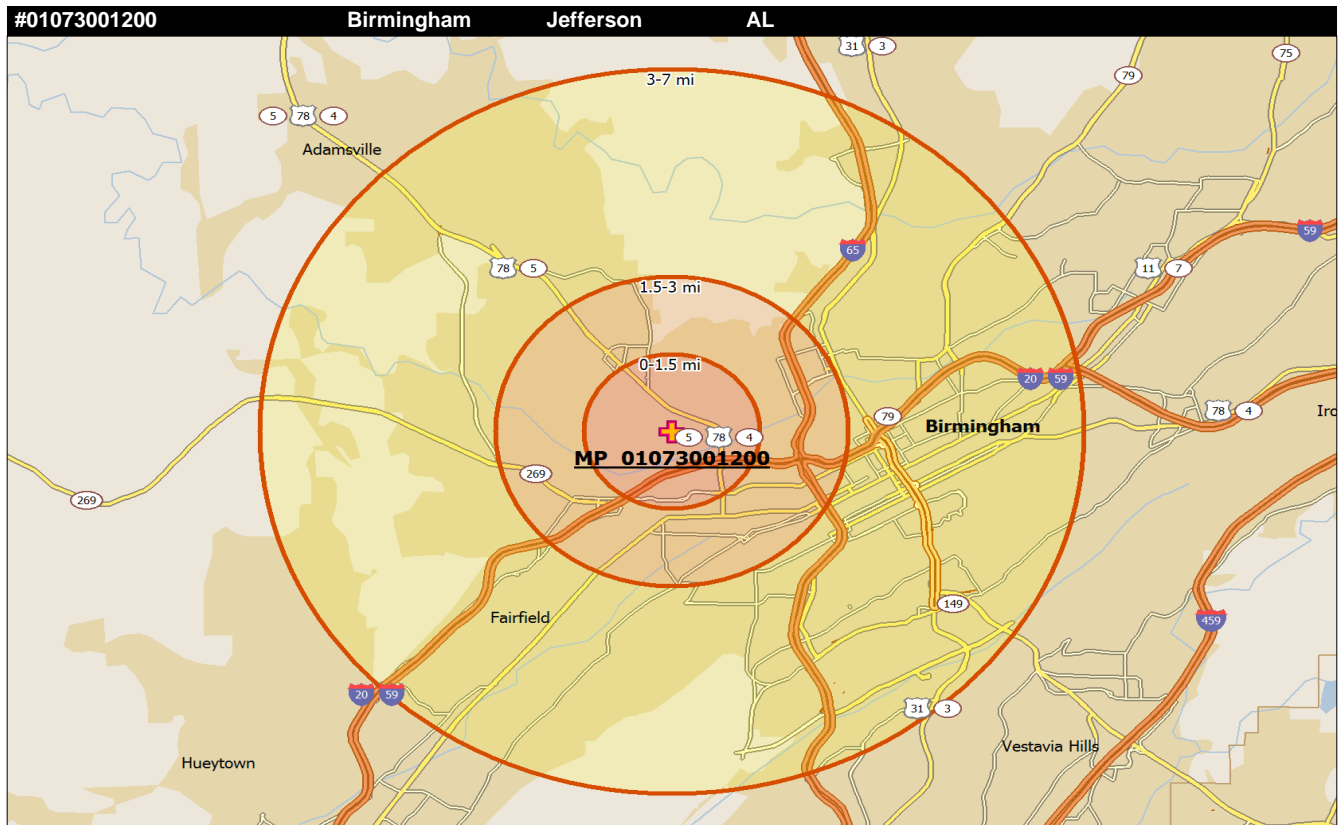 #01073001200 Birmingham Jefferson AL
31 3
75
79
3-7 mi
5 78 4
Adamsville
59
65
11 7
78 5
1.5-3 mi
0-1.5 mi
20 59
78 4
79
Birmingham
5 78 4
MP 01073001200
269
269
149
Fairfield
459
20 59
31 3
Vestavia Hills
Hueytown